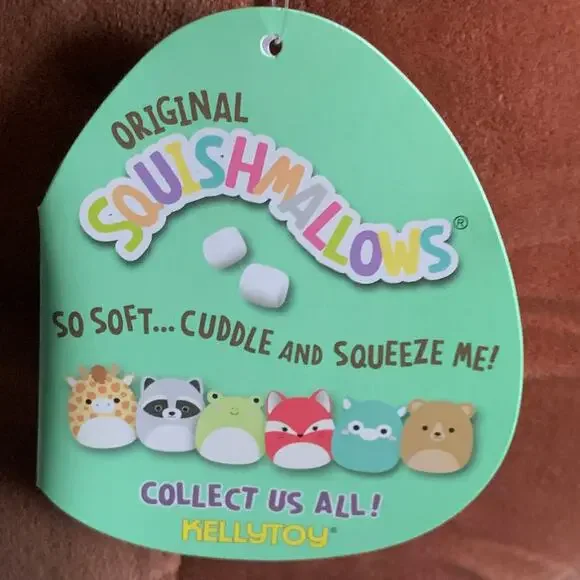 ORIGINAL
SQUISHMALLOWS®
SO SOFT... CUDDLE AND SQUEEZE ME!
COLLECT US ALL!
KELLYTOY®